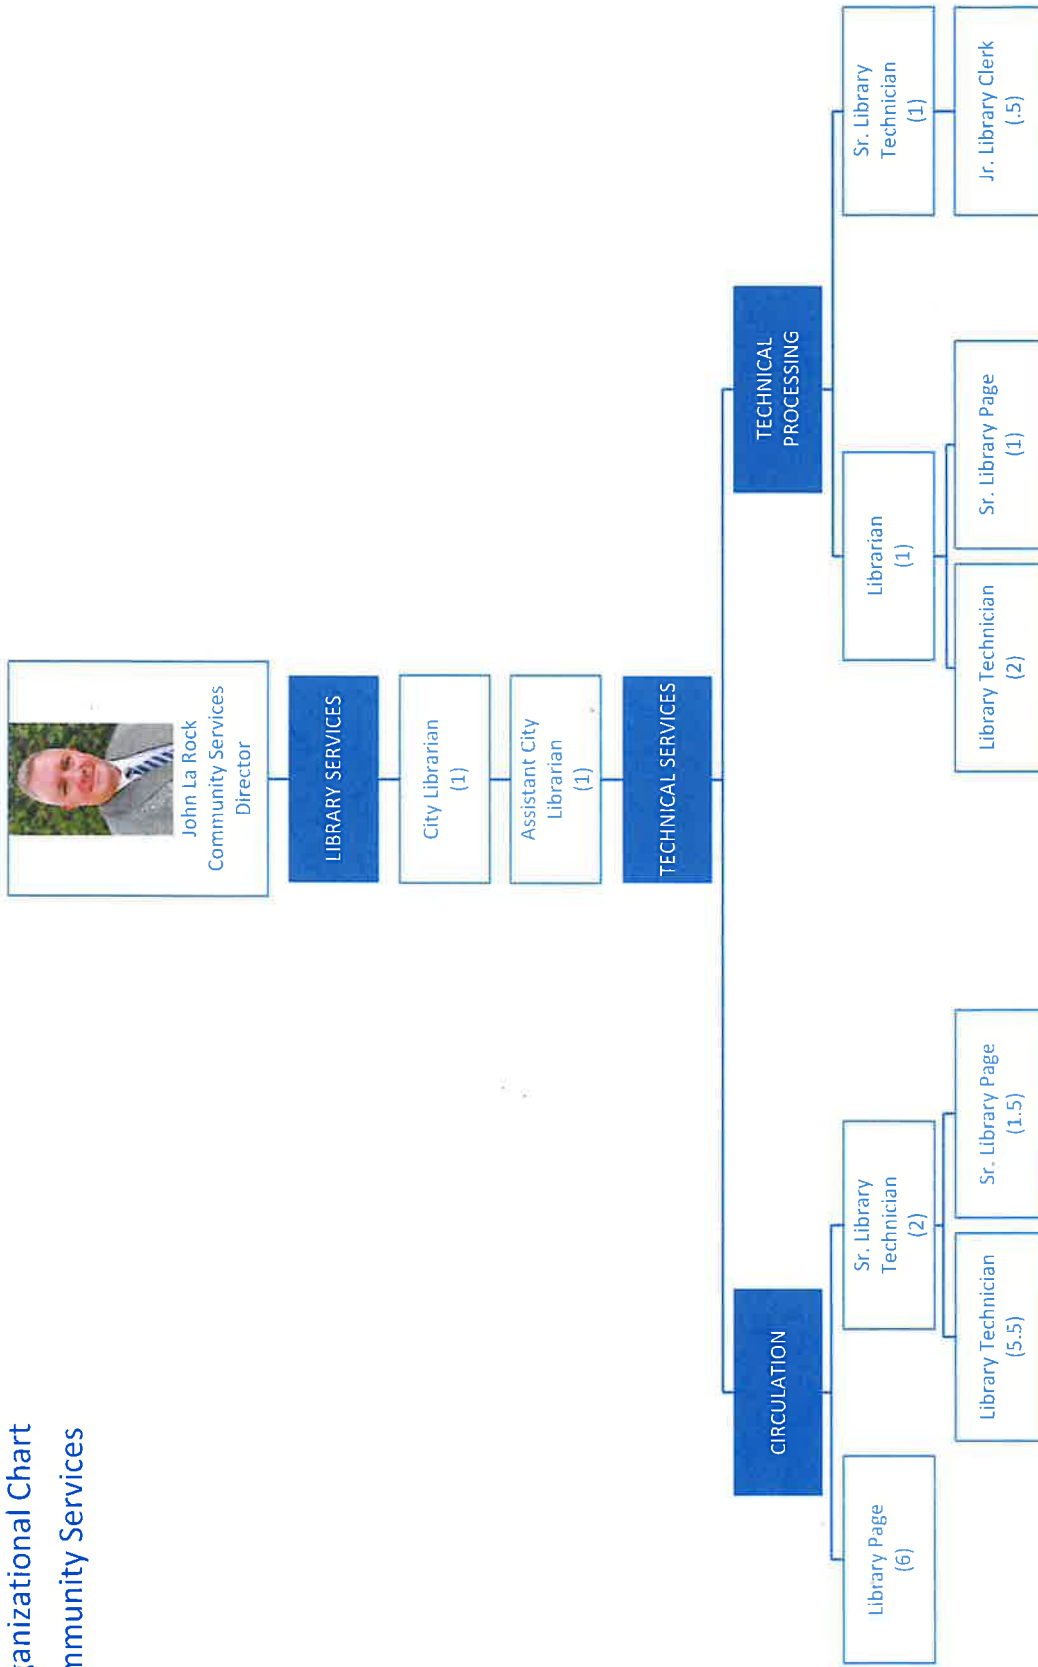 ganizational Chart
mmunity Services
John La Rock
Community Services
Director
LIBRARY SERVICES
City Librarian
(1)
Assistant City
Librarian
(1)
TECHNICAL SERVICES
CIRCULATION
TECHNICAL
PROCESSING
Library Page
(6)
Sr. Library
Technician
(2)
Librarian
(1)
Sr. Library
Technician
(1)
Library Technician
(5.5)
Sr. Library Page
(1.5)
Library Technician
(2)
Sr. Library Page
(1)
Jr. Library Clerk
(.5)